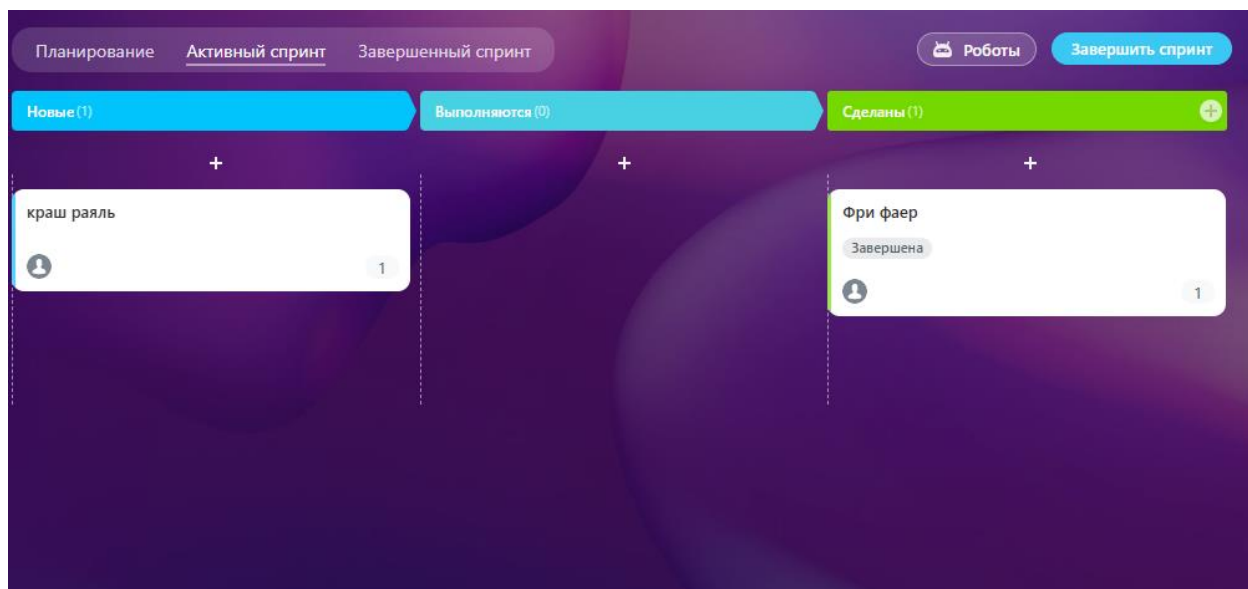 Планирование Активный спринт Завершенный спринт Роботы Завершить спринт
Новые (1) Выполняются (0) Сделаны (1)
краш раяль Фри фаер
Завершена
1
1